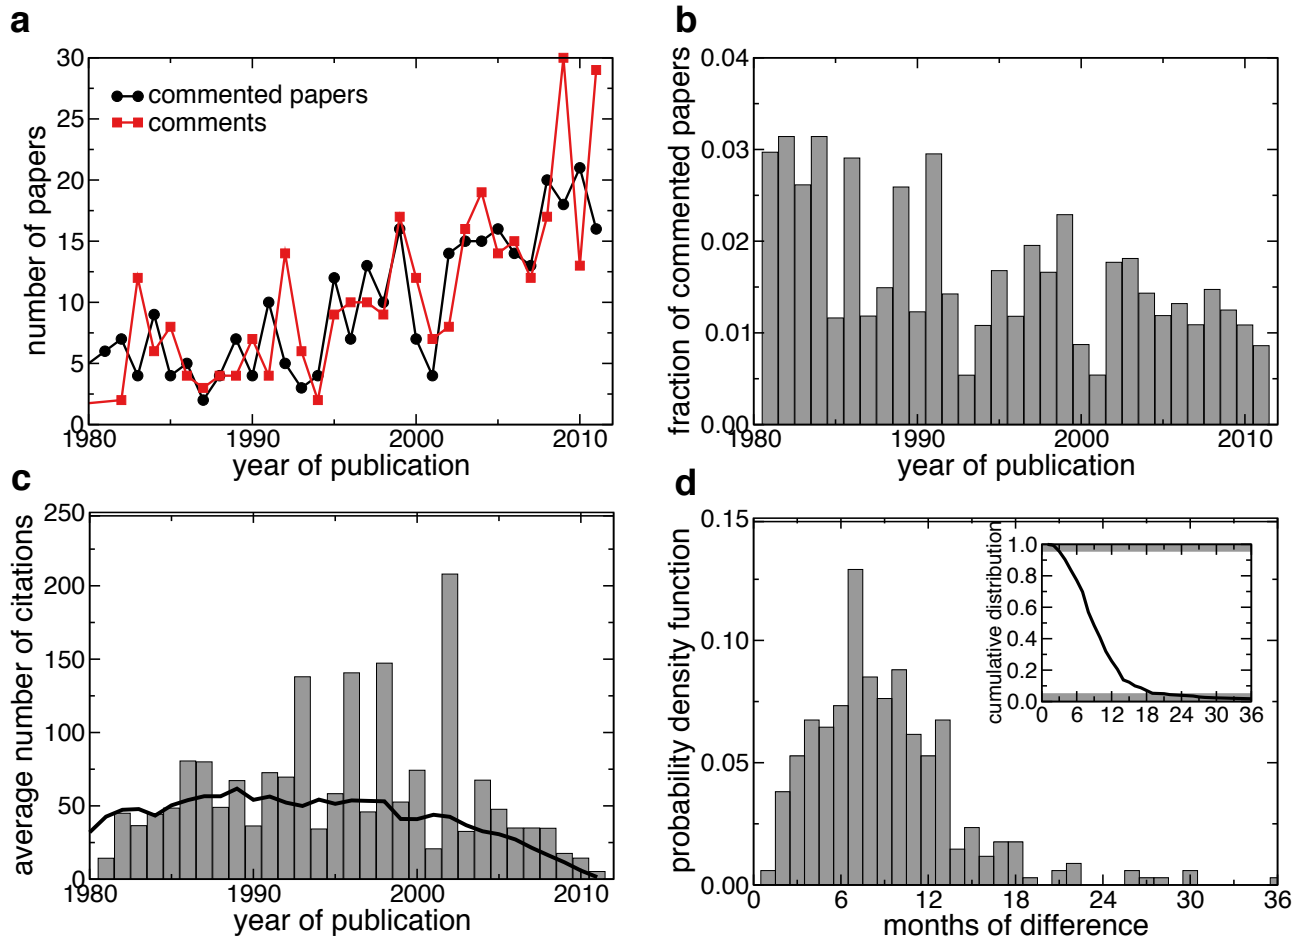 a
number of papers
30
25
20
15
10
5
0
commented papers
comments
1980 1990 2000 2010
year of publication
b
fraction of commented papers
0.04
0.03
0.02
0.01
0.00
1980 1990 2000 2010
year of publication
c
average number of citations
250
200
150
100
50
0
1980 1990 2000 2010
year of publication
d
probability density function
0.15
0.10
0.05
0.00
0 6 12 18 24 30 36
months of difference
cumulative distribution
1.0
0.8
0.6
0.4
0.2
0.0
0 6 12 18 24 30 36